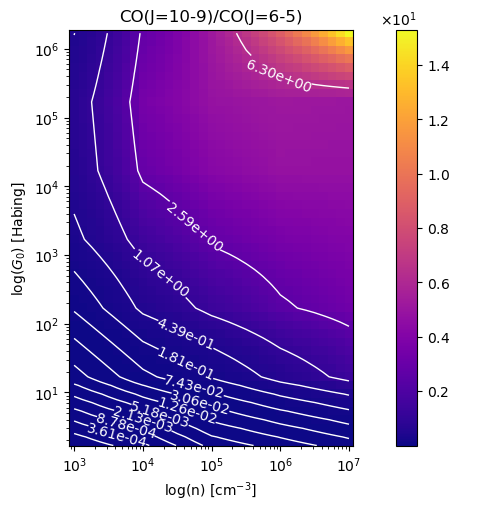 CO(J=10-9)/CO(J=6-5)
×10¹
10⁶
10⁵
10⁴
10³
10²
10¹
log(G₀) [Habing]
6.30e+00
2.59e+00
1.07e+00
4.39e-01
1.81e-01
7.43e-02
3.06e-02
1.26e-02
5.18e-03
2.13e-03
8.78e-04
3.61e-04
10³
10⁴
10⁵
10⁶
10⁷
log(n) [cm⁻³]
1.4
1.2
1.0
0.8
0.6
0.4
0.2